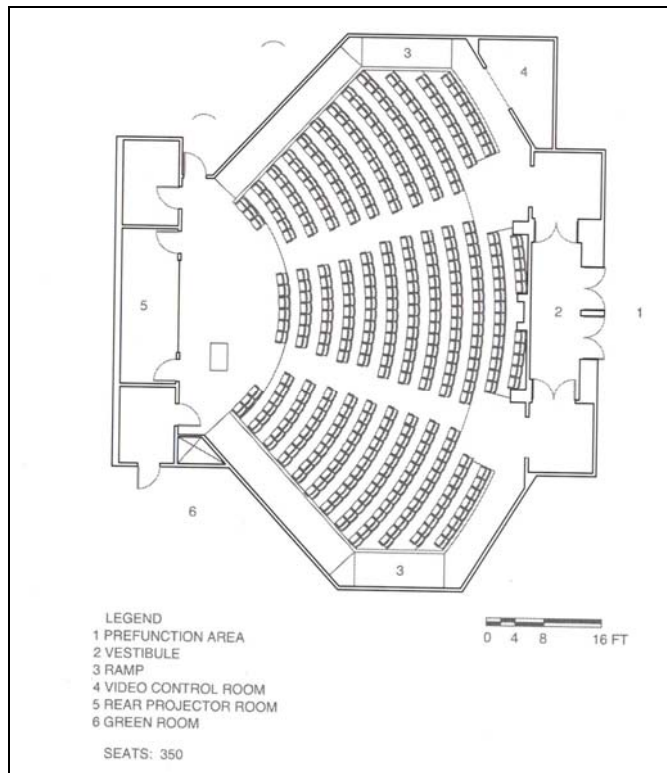 3
4
5
2
1
6
3
LEGEND
1 PREFUNCTION AREA
2 VESTIBULE
3 RAMP
4 VIDEO CONTROL ROOM
5 REAR PROJECTOR ROOM
6 GREEN ROOM
SEATS: 350
0 4 8 16 FT